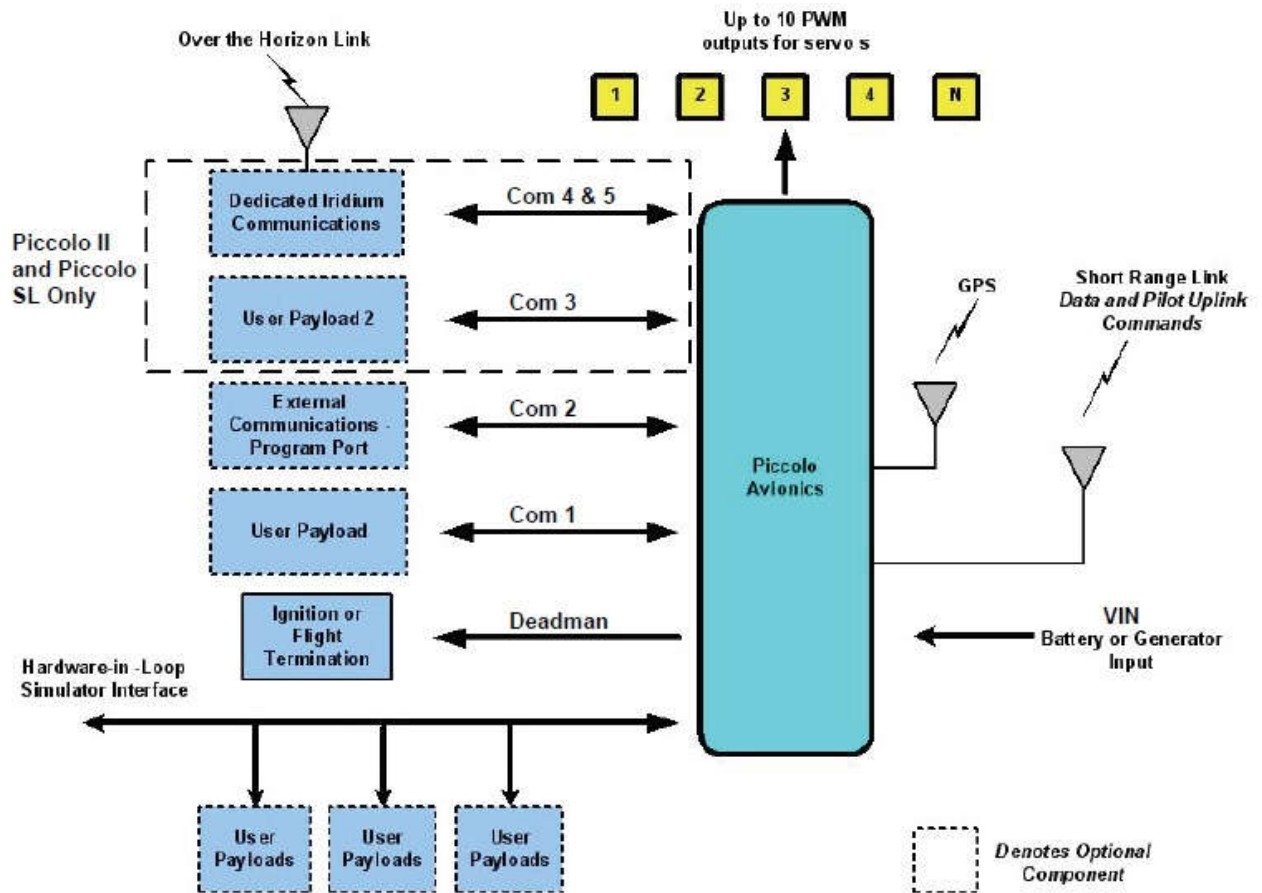 Over the Horizon Link
Up to 10 PWM
outputs for servo s
1
2
3
4
N
Piccolo II
and Piccolo
SL Only
Dedicated Iridium
Communications
Com 4 & 5
User Payload 2
Com 3
External
Communications -
Program Port
Com 2
User Payload
Com 1
Ignition or
Flight
Termination
Deadman
Piccolo
Avionics
GPS
Short Range Link
Data and Pilot Uplink
Commands
VIN
Battery or Generator
Input
Hardware-in -Loop
Simulator Interface
User
Payloads
User
Payloads
User
Payloads
Denotes Optional
Component